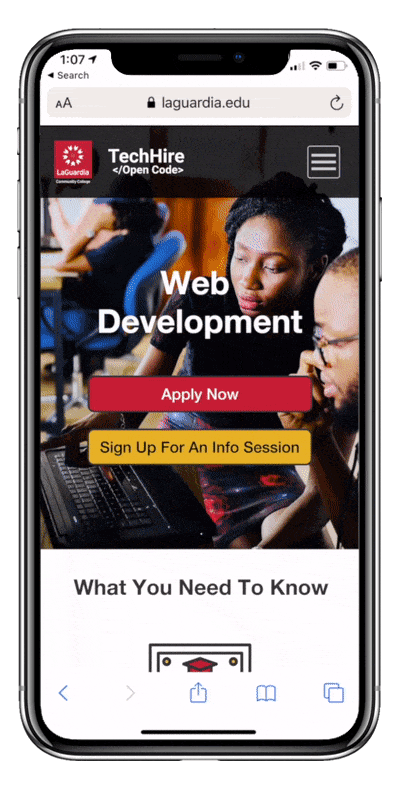 1:07
Search
AA
laguardia.edu
LaGuardia
Community College
TechHire
</Open Code>
Web
Development
Apply Now
Sign Up For An Info Session
What You Need To Know